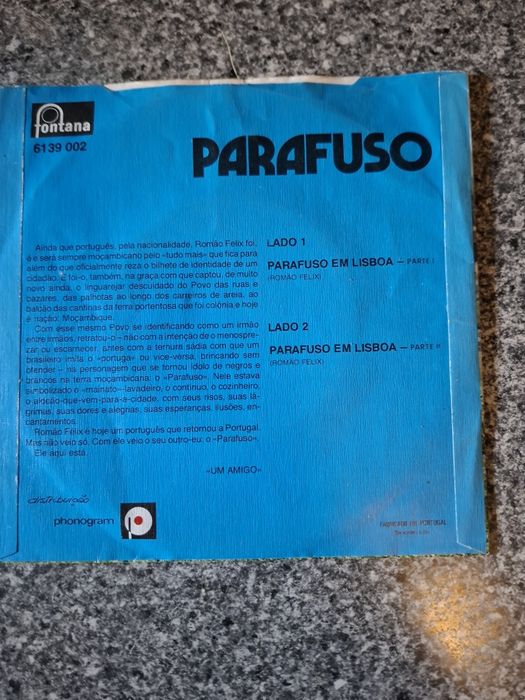 fontana
6139 002
PARAFUSO
Ainda que português, pela nacionalidade, Romão Felix foi,
é e será sempre moçambicano pelo «tudo mais» que fica para
além do que oficialmente reza o bilhete de identidade de um
cidadão. E foi-o, também, na graça com que captou, de muito
novo ainda, o linguarejar descuidado do Povo das ruas e
bazares, das palhotas ao longo dos carreiros de areia, ao
balcão das cantinas da terra portentosa que foi colónia e hoje
é nação: Moçambique.
Com esse mesmo Povo se identificando como um irmão
entre irmãos, retratou-o – não com a intenção de o menospre-
zar ou escarnecer, antes com a ternura sádia com que um
brasileiro imita o «portuga» ou vice-versa, brincando sem
ofender – na personagem que se tornou ídolo de negros e
brancos na terra moçambicana: o «Parafuso». Nele estava
simbolizado o «mainato»-lavadeiro, o contínuo, o cozinheiro,
o aldeão-que-vem-para-a-cidade, com seus risos, suas lá-
grimas, suas dores e alegrias, suas esperanças, ilusões, en-
cantamentos.
Romão Félix é hoje um português que retornou a Portugal.
Mas não veio só. Com ele veio o seu outro-eu: o «Parafuso».
Ele aqui está.
«UM AMIGO»
LADO 1
PARAFUSO EM LISBOA – PARTE I
(ROMÃO FELIX)
LADO 2
PARAFUSO EM LISBOA – PARTE II
(ROMÃO FELIX)
distribuição
phonogram
FABRICADO EM PORTUGAL